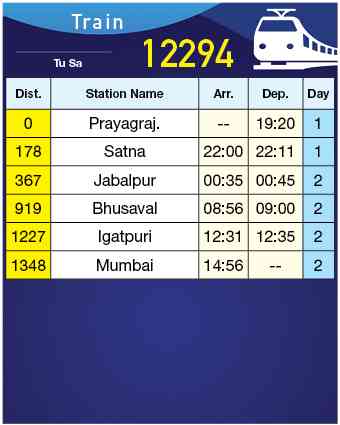 Train
Tu Sa
12294
Dist. Station Name Arr. Dep. Day
0 Prayagraj. -- 19:20 1
178 Satna 22:00 22:11 1
367 Jabalpur 00:35 00:45 2
919 Bhusaval 08:56 09:00 2
1227 Igatpuri 12:31 12:35 2
1348 Mumbai 14:56 -- 2